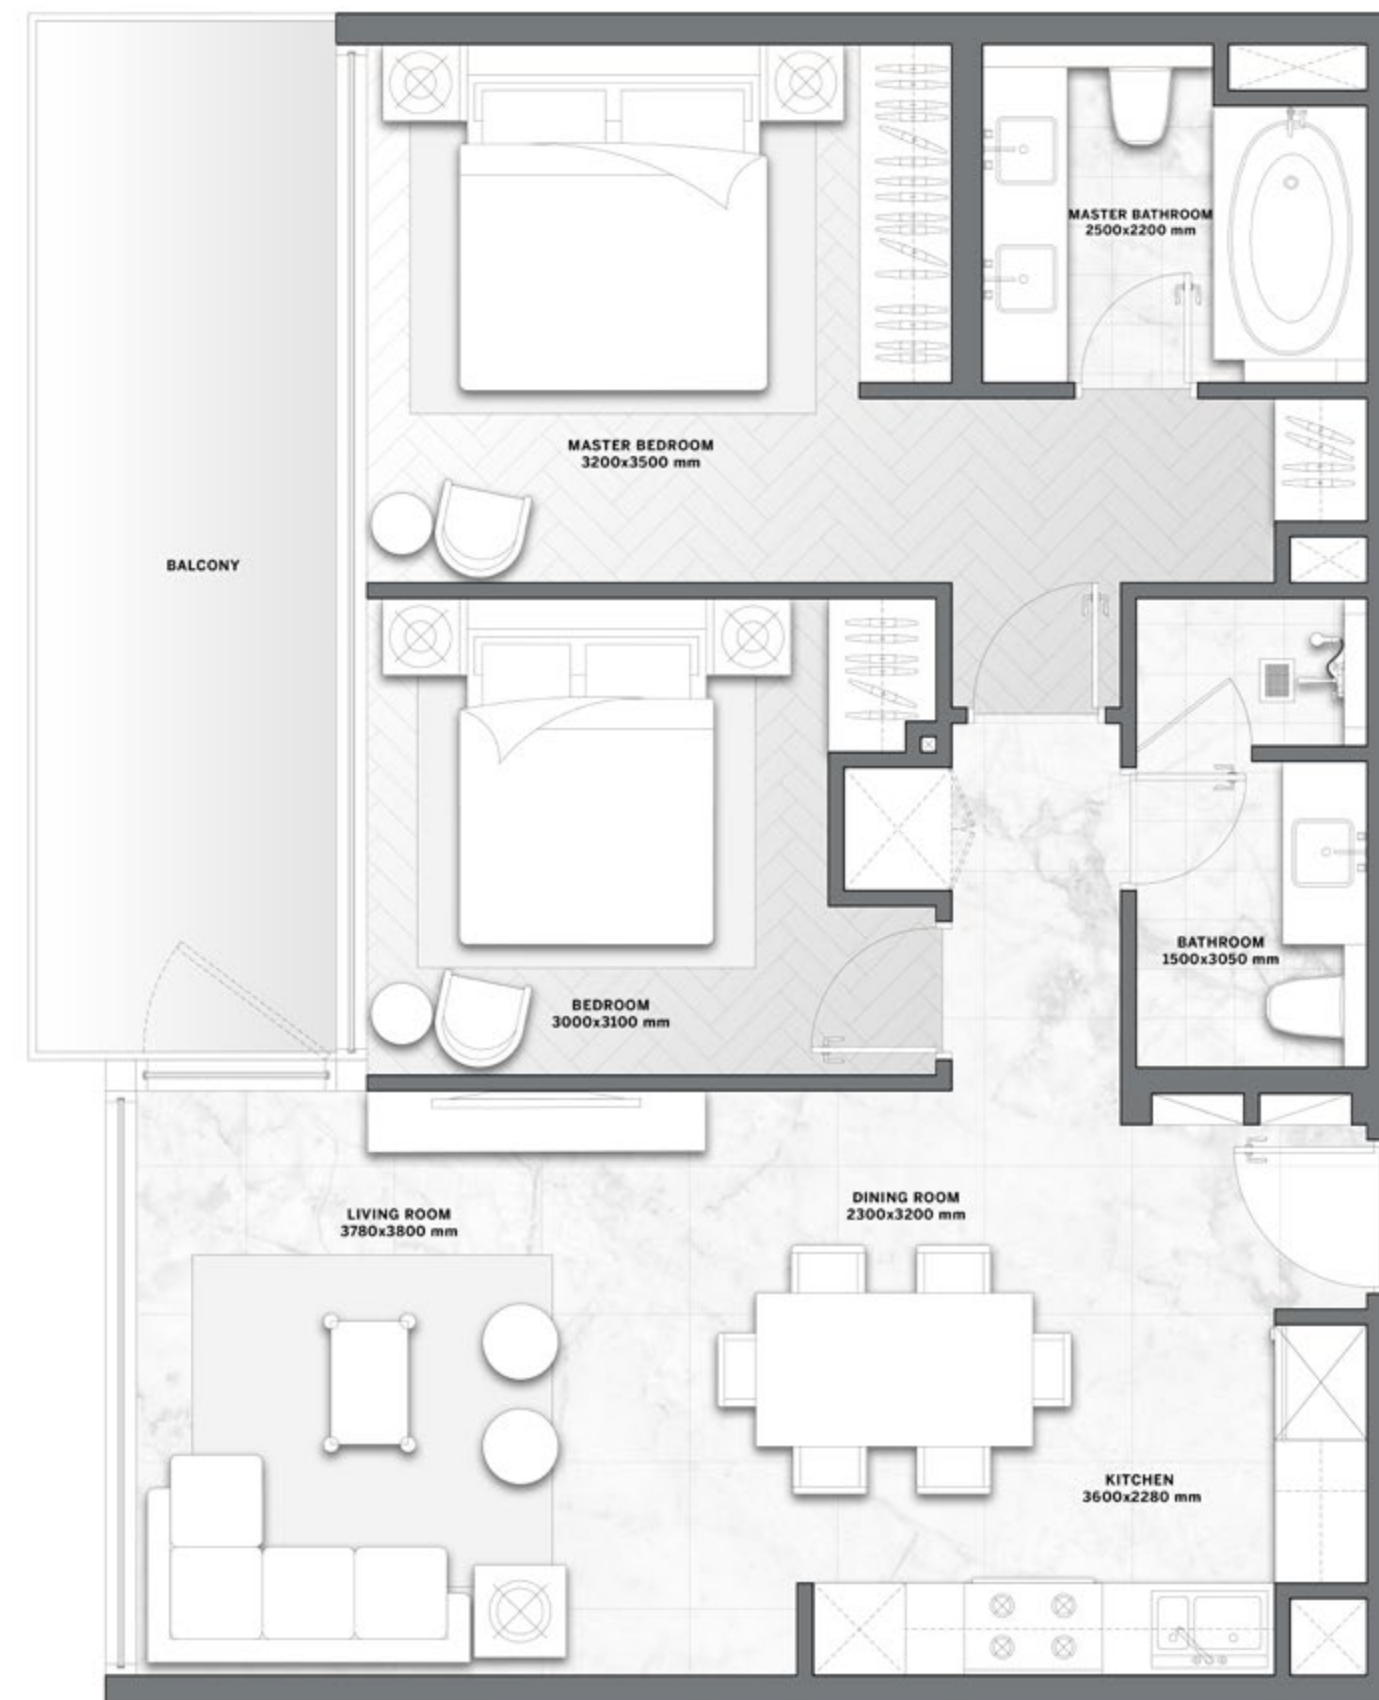 MASTER BATHROOM
2500x2200 mm
MASTER BEDROOM
3200x3500 mm
BALCONY
BATHROOM
1500x3050 mm
BEDROOM
3000x3100 mm
DINING ROOM
2300x3200 mm
LIVING ROOM
3780x3800 mm
KITCHEN
3600x2280 mm